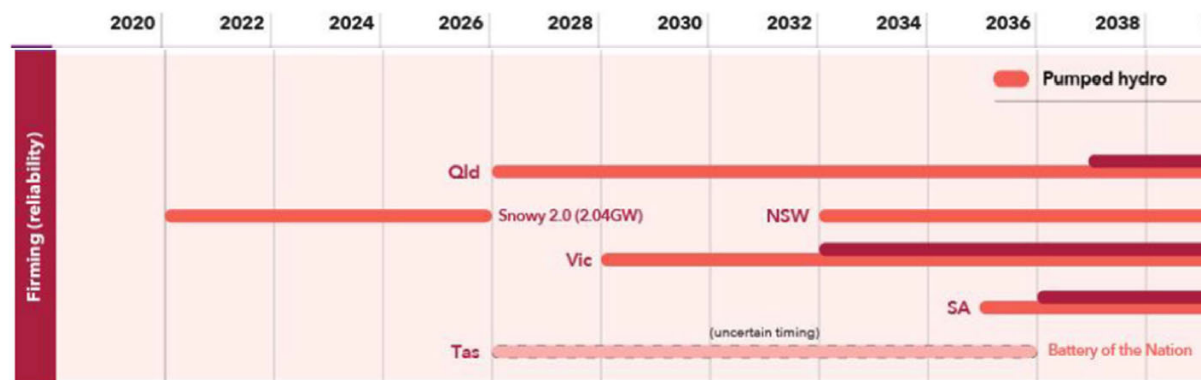 2020 2022 2024 2026 2028 2030 2032 2034 2036 2038
Firming (reliability)
Pumped hydro
Qld
Snowy 2.0 (2.04GW) NSW
Vic
SA
(uncertain timing)
Tas Battery of the Nation